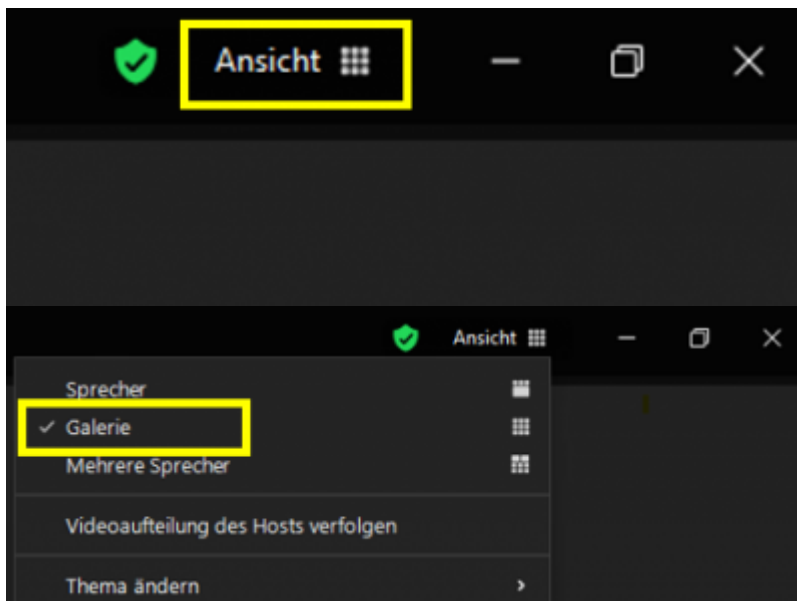 Ansicht
Ansicht
Sprecher
Galerie
Mehrere Sprecher
Videoaufteilung des Hosts verfolgen
Thema ändern